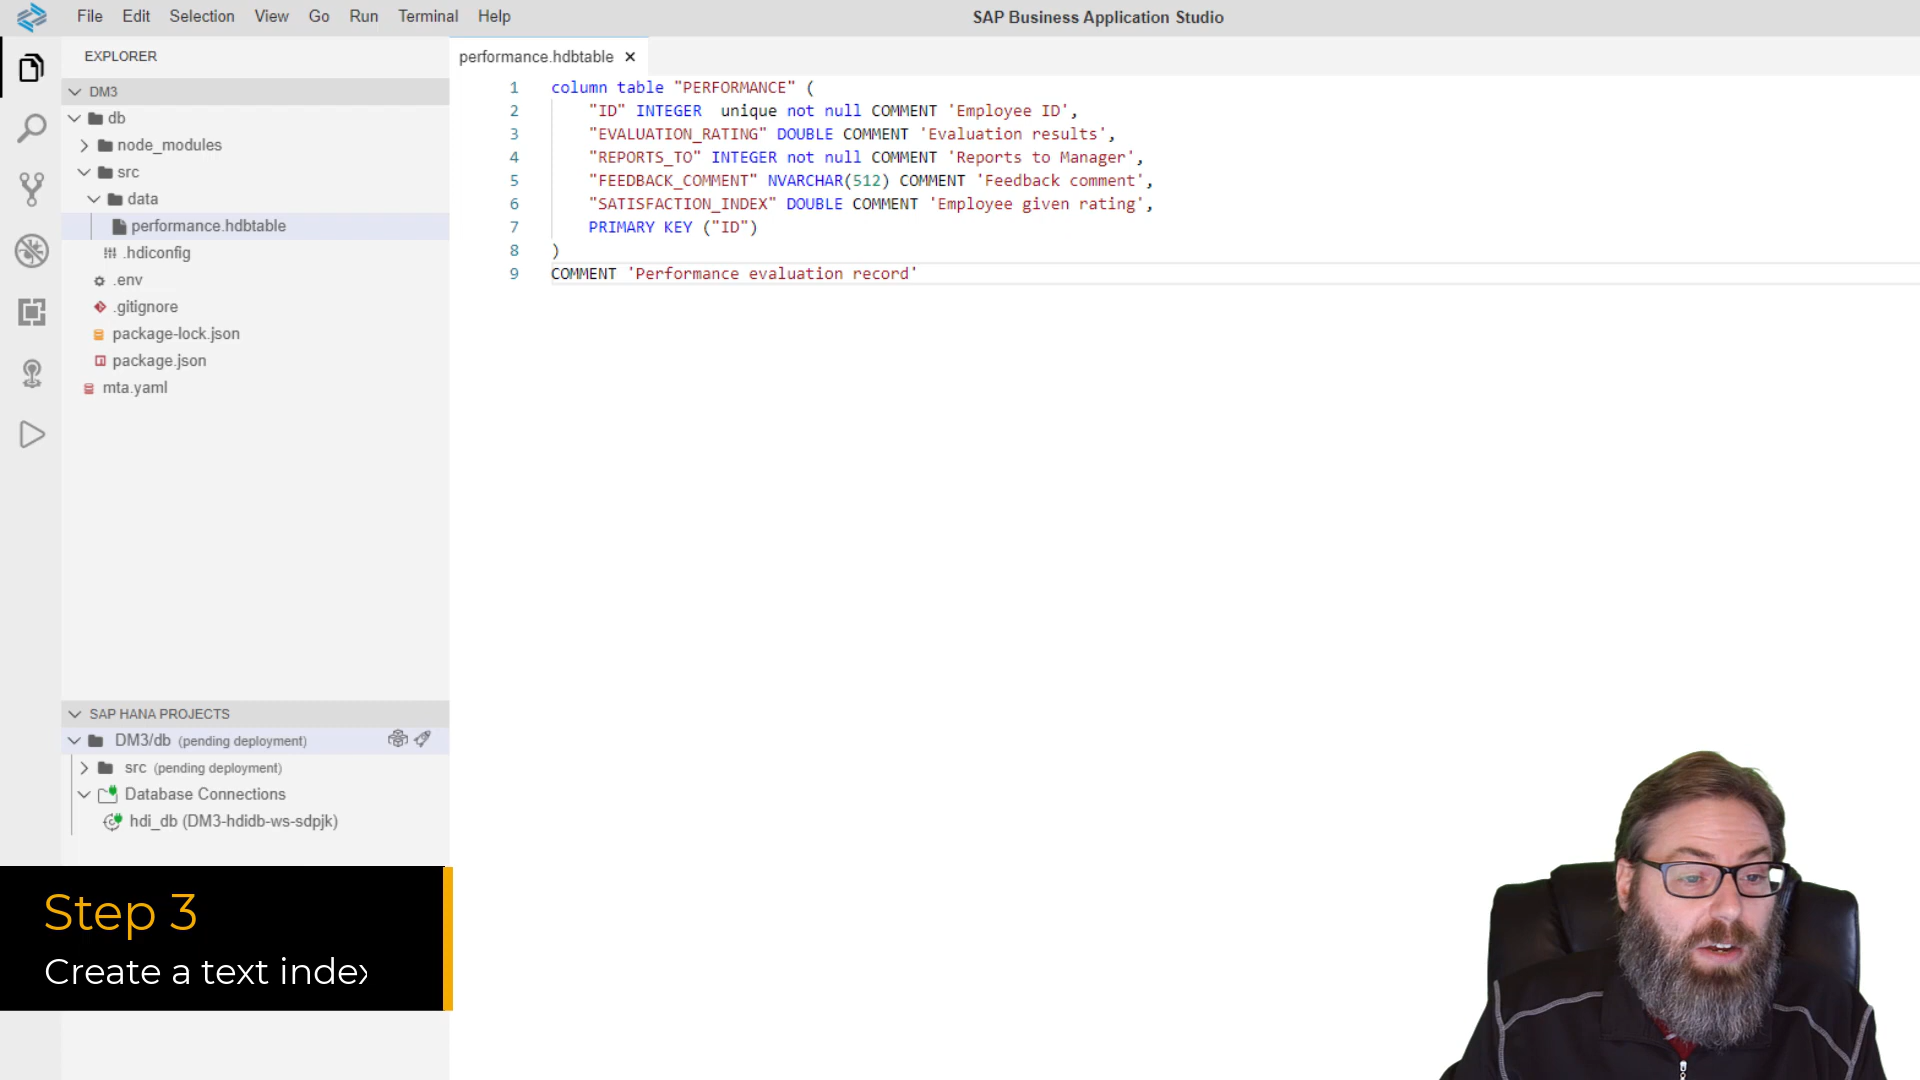 File Edit Selection View Go Run Terminal Help
SAP Business Application Studio
EXPLORER
DM3
db
node_modules
src
data
performance.hdbtable
.hdiconfig
.env
.gitignore
package-lock.json
package.json
mta.yaml
SAP HANA PROJECTS
DM3/db (pending deployment)
src (pending deployment)
Database Connections
hdi_db (DM3-hdidb-ws-sdpjk)
performance.hdbtable
1 column table "PERFORMANCE" (
2 "ID" INTEGER  unique not null COMMENT 'Employee ID',
3 "EVALUATION_RATING" DOUBLE COMMENT 'Evaluation results',
4 "REPORTS_TO" INTEGER not null COMMENT 'Reports to Manager',
5 "FEEDBACK_COMMENT" NVARCHAR(512) COMMENT 'Feedback comment',
6 "SATISFACTION_INDEX" DOUBLE COMMENT 'Employee given rating',
7 PRIMARY KEY ("ID")
8 )
9 COMMENT 'Performance evaluation record'
Step 3
Create a text index